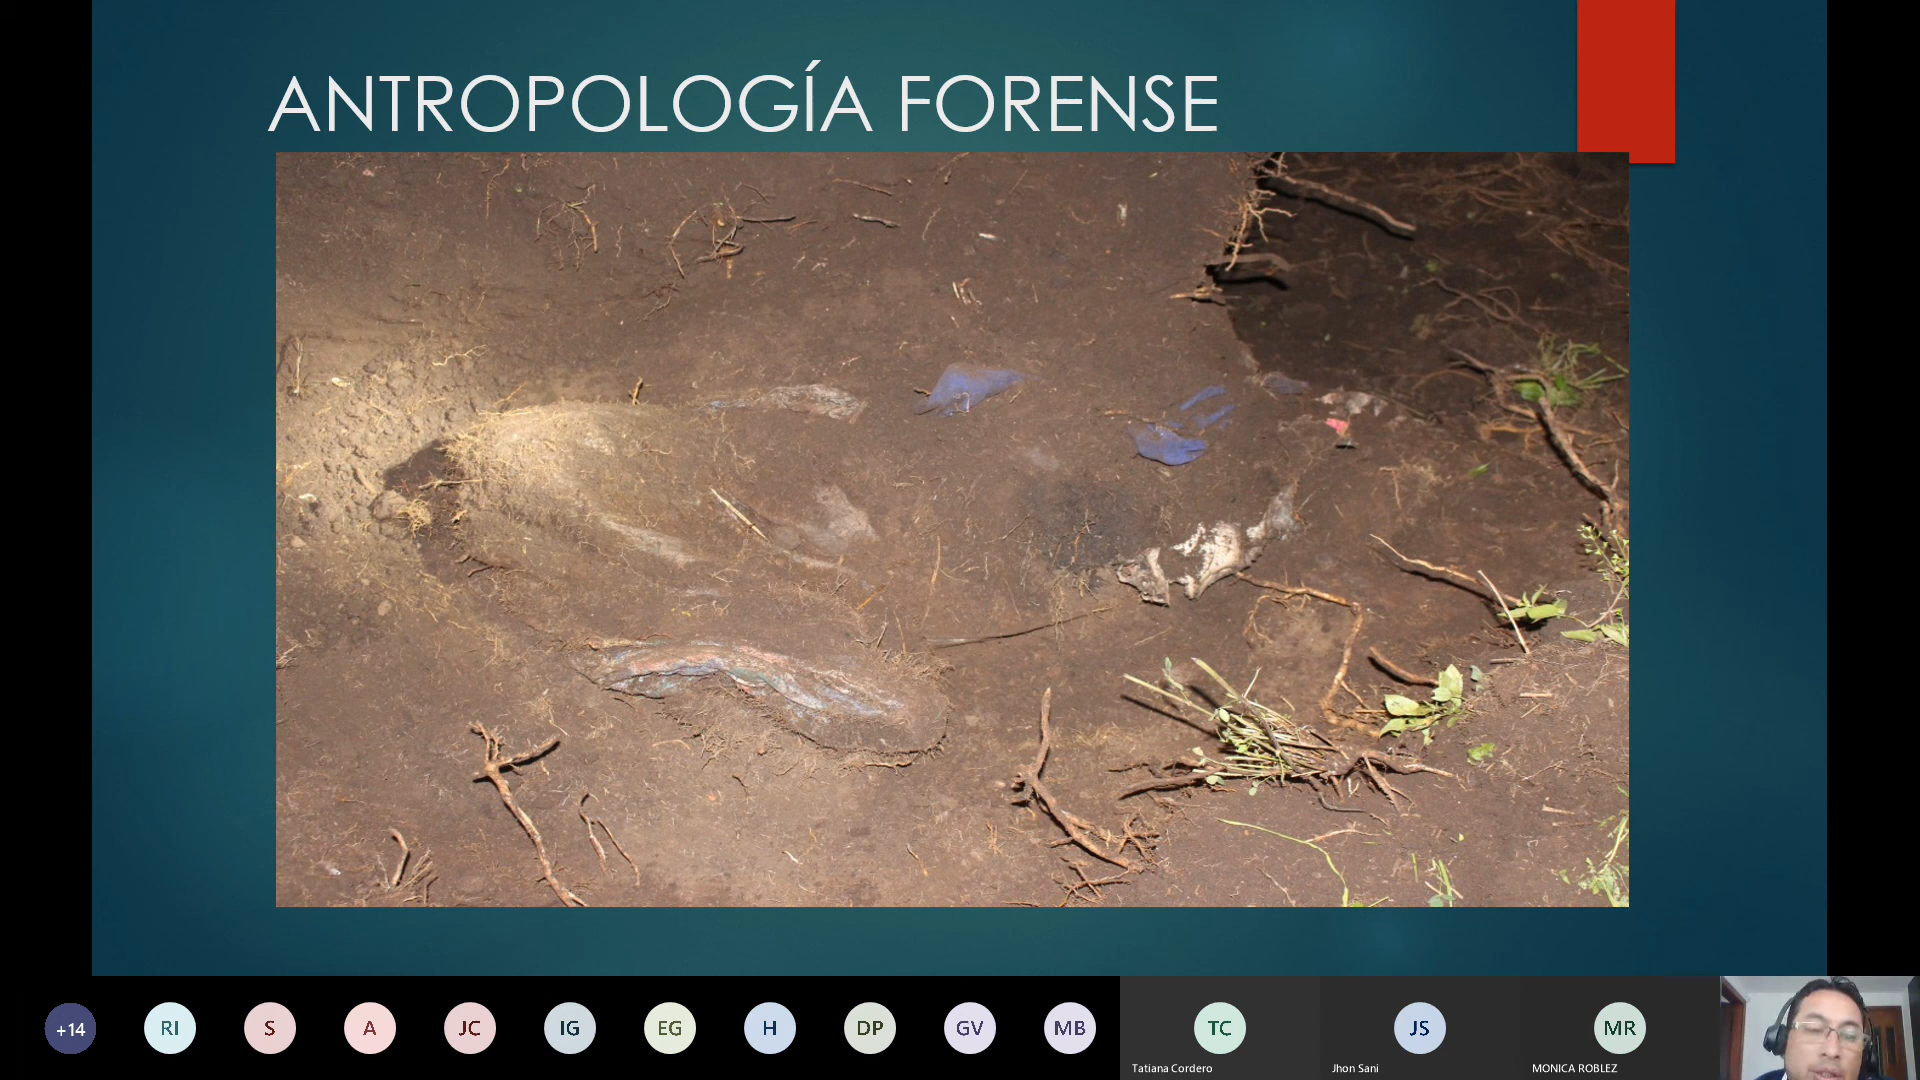 ANTROPOLOGÍA FORENSE
+14
RI
S
A
JC
IG
EG
H
DP
GV
MB
TC
JS
MR
Tatiana Cordero
Jhon Sani
MONICA ROBLEZ